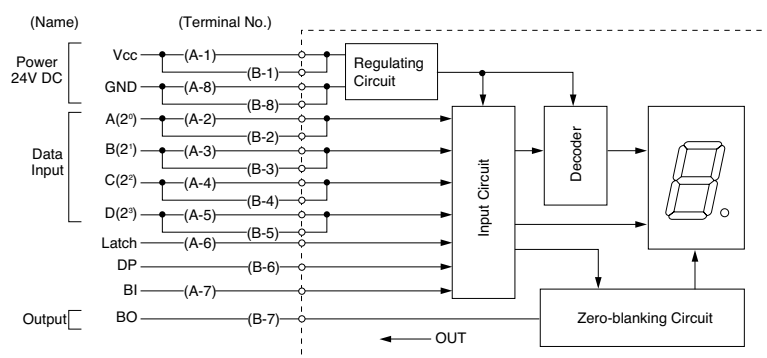 (Name) (Terminal No.)
Power
24V DC
Vcc (A-1)
(B-1)
GND (A-8)
(B-8)
Regulating
Circuit
Data
Input
A(2⁰) (A-2)
(B-2)
B(2¹) (A-3)
(B-3)
C(2²) (A-4)
(B-4)
D(2³) (A-5)
(B-5)
Latch (A-6)
DP (B-6)
BI (A-7)
Input Circuit
Decoder
Output BO (B-7)
OUT
Zero-blanking Circuit